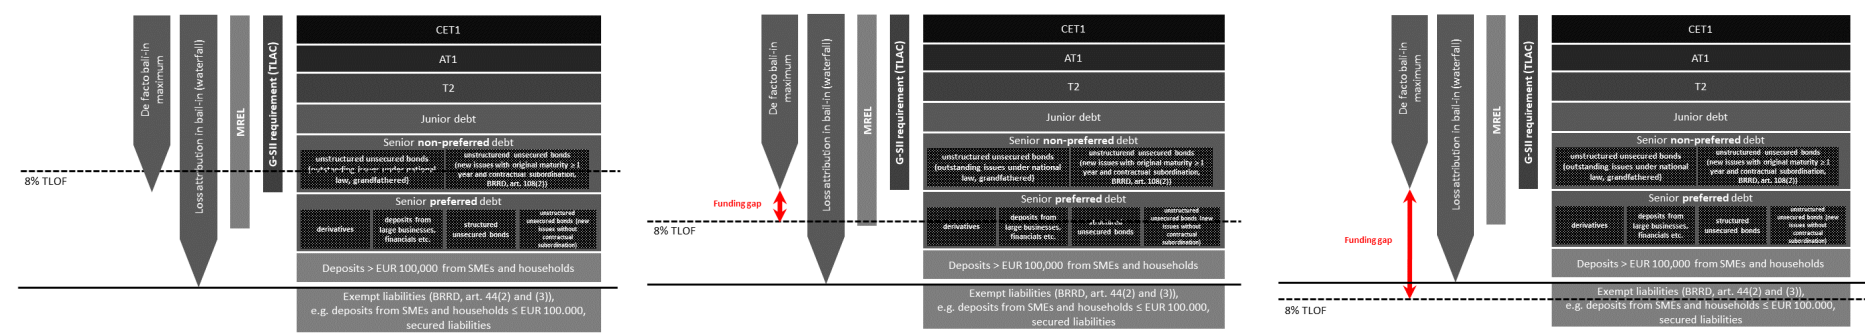 De facto bali-in
maximum
Loss attribution in bail-in (waterfall)
MREL
G-SII requirement (TLAC)
CET1
AT1
T2
Junior debt
Senior non-preferred debt
unstructured unsecured bonds
(outstanding issues under national
law, grandfathered)
unstructurend unsecured bonds
(new issues with original maturity ≥ 1
year and contractual subordination,
BRRD, art. 108(2))
8% TLOF
Senior preferred debt
derivatives
deposits from
large businesses,
financials etc.
structured
unsecured bonds
unstructured
unsecured bonds (new
issues without
contractual
subordination)
Deposits > EUR 100,000 from SMEs and households
Exempt liabilities (BRRD, art. 44(2) and (3)),
e.g. deposits from SMEs and households ≤ EUR 100.000,
secured liabilities
De facto bali-in
maximum
Loss attribution in bail-in (waterfall)
MREL
G-SII requirement (TLAC)
CET1
AT1
T2
Junior debt
Senior non-preferred debt
unstructured unsecured bonds
(outstanding issues under national
law, grandfathered)
unstructurend unsecured bonds
(new issues with original maturity ≥ 1
year and contractual subordination,
BRRD, art. 108(2))
Funding gap
8% TLOF
Senior preferred debt
derivatives
deposits from
large businesses,
financials etc.
unsecured bonds
unstructured
unsecured bonds (new
issues without
contractual
subordination)
Deposits > EUR 100,000 from SMEs and households
Exempt liabilities (BRRD, art. 44(2) and (3)),
e.g. deposits from SMEs and households ≤ EUR 100.000,
secured liabilities
De facto bali-in
maximum
Loss attribution in bail-in (waterfall)
MREL
G-SII requirement (TLAC)
CET1
AT1
T2
Junior debt
Senior non-preferred debt
unstructured unsecured bonds
(outstanding issues under national
law, grandfathered)
unstructurend unsecured bonds
(new issues with original maturity ≥ 1
year and contractual subordination,
BRRD, art. 108(2))
Senior preferred debt
derivatives
deposits from
large businesses,
financials etc.
structured
unsecured bonds
unstructured
unsecured bonds (new
issues without
contractual
subordination)
Funding gap
Deposits > EUR 100,000 from SMEs and households
Exempt liabilities (BRRD, art. 44(2) and (3)),
e.g. deposits from SMEs and households ≤ EUR 100.000,
secured liabilities
8% TLOF